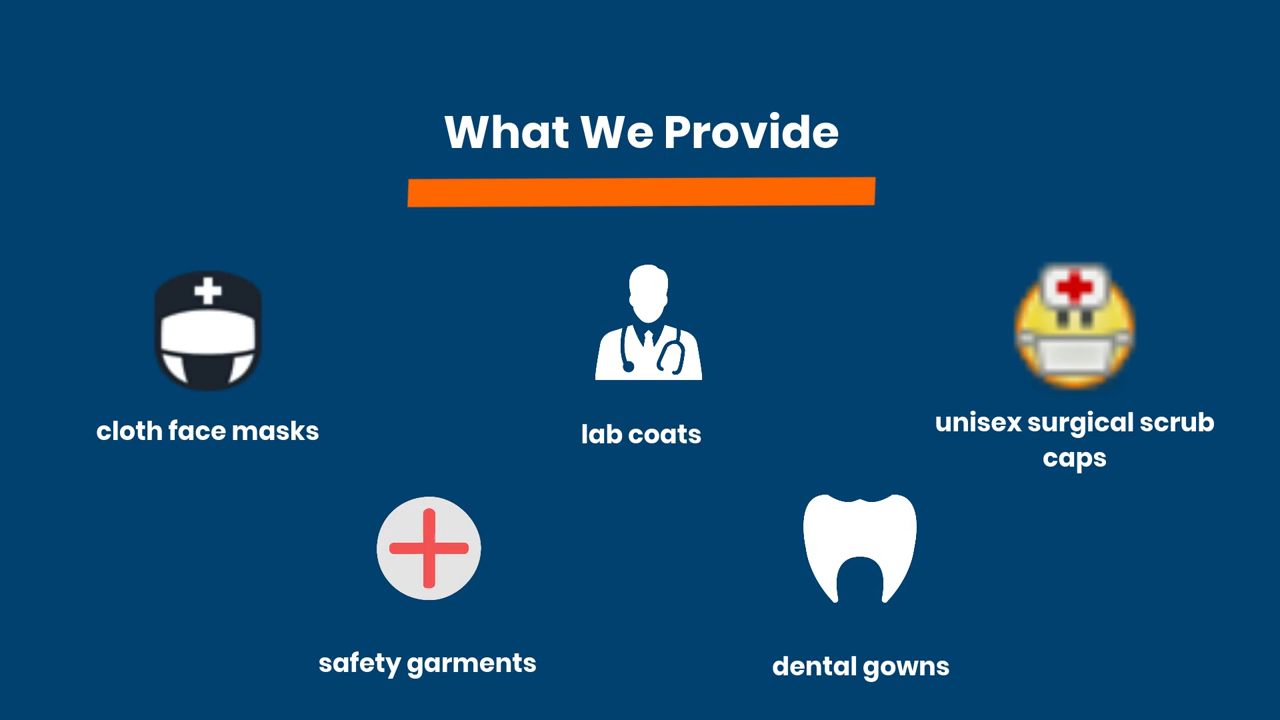 What We Provide
cloth face masks
lab coats
unisex surgical scrub
caps
safety garments
dental gowns